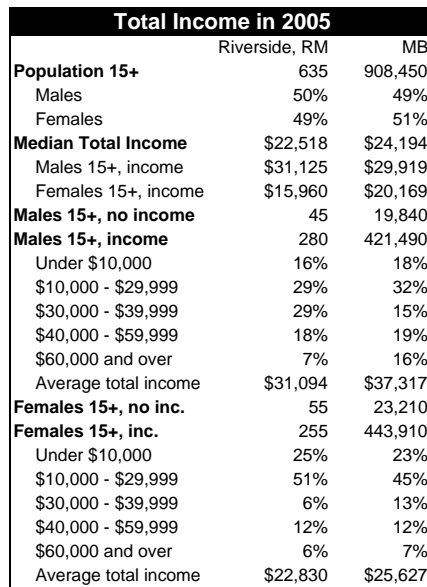 Total Income in 2005
Riverside, RM MB
Population 15+ 635 908,450
Males 50% 49%
Females 49% 51%
Median Total Income $22,518 $24,194
Males 15+, income $31,125 $29,919
Females 15+, income $15,960 $20,169
Males 15+, no income 45 19,840
Males 15+, income 280 421,490
Under $10,000 16% 18%
$10,000 - $29,999 29% 32%
$30,000 - $39,999 29% 15%
$40,000 - $59,999 18% 19%
$60,000 and over 7% 16%
Average total income $31,094 $37,317
Females 15+, no inc. 55 23,210
Females 15+, inc. 255 443,910
Under $10,000 25% 23%
$10,000 - $29,999 51% 45%
$30,000 - $39,999 6% 13%
$40,000 - $59,999 12% 12%
$60,000 and over 6% 7%
Average total income $22,830 $25,627